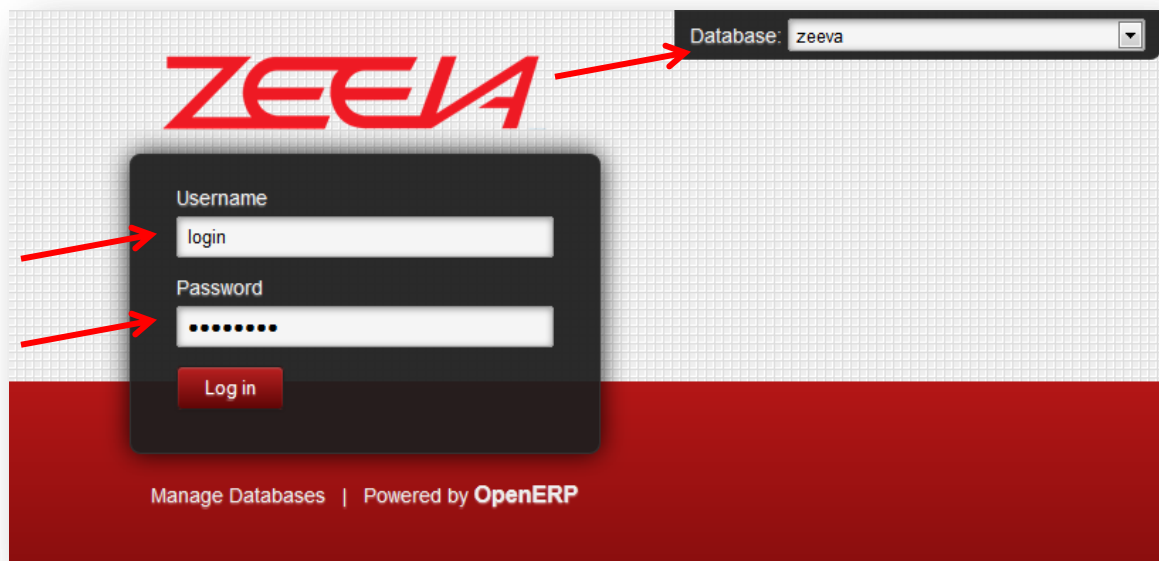 Database: zeeva
ZEEVA
Username
login
Password
••••••••
Log in
Manage Databases | Powered by OpenERP